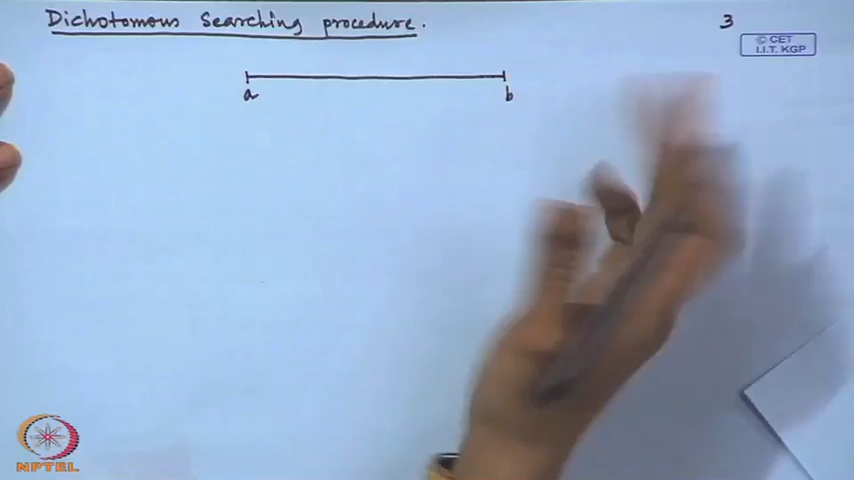 Dichotomous Searching procedure.
3
© CET
I.I.T. KGP
a b
NPTEL